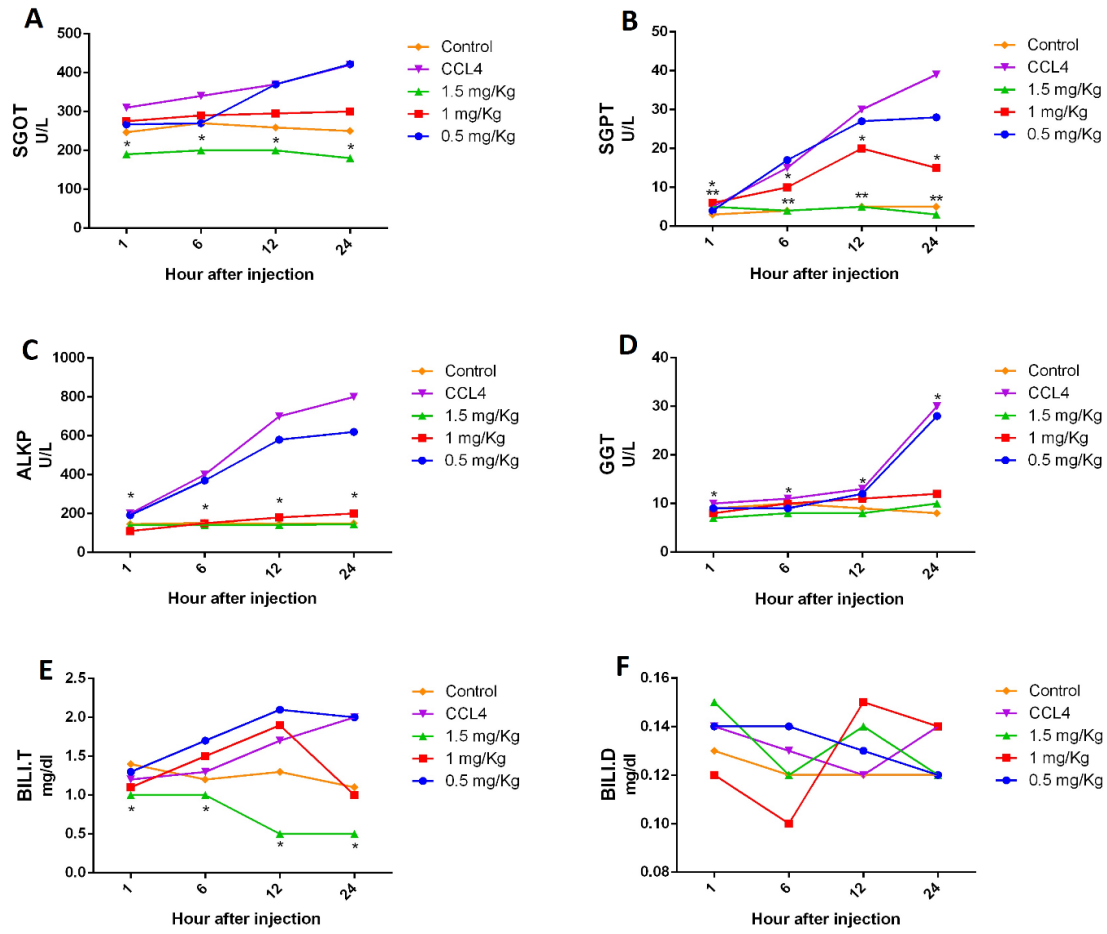 A
SGOT
U/L
500
400
300
200
100
0
* * * *
1 6 12 24
Hour after injection
Control
CCL4
1.5 mg/Kg
1 mg/Kg
0.5 mg/Kg
B
SGPT
U/L
50
40
30
20
10
0
* * * *
** ** ** **
1 6 12 24
Hour after injection
Control
CCL4
1.5 mg/Kg
1 mg/Kg
0.5 mg/Kg
C
ALKP
U/L
1000
800
600
400
200
0
* * * *
1 6 12 24
Hour after injection
Control
CCL4
1.5 mg/Kg
1 mg/Kg
0.5 mg/Kg
D
GGT
U/L
40
30
20
10
0
* * * *
1 6 12 24
Hour after injection
Control
CCL4
1.5 mg/Kg
1 mg/Kg
0.5 mg/Kg
E
BILI.T
mg/dl
2.5
2.0
1.5
1.0
0.5
0.0
* * * *
1 6 12 24
Hour after injection
Control
CCL4
1.5 mg/Kg
1 mg/Kg
0.5 mg/Kg
F
BILI.D
mg/dl
0.16
0.14
0.12
0.10
0.08
1 6 12 24
Hour after injection
Control
CCL4
1.5 mg/Kg
1 mg/Kg
0.5 mg/Kg